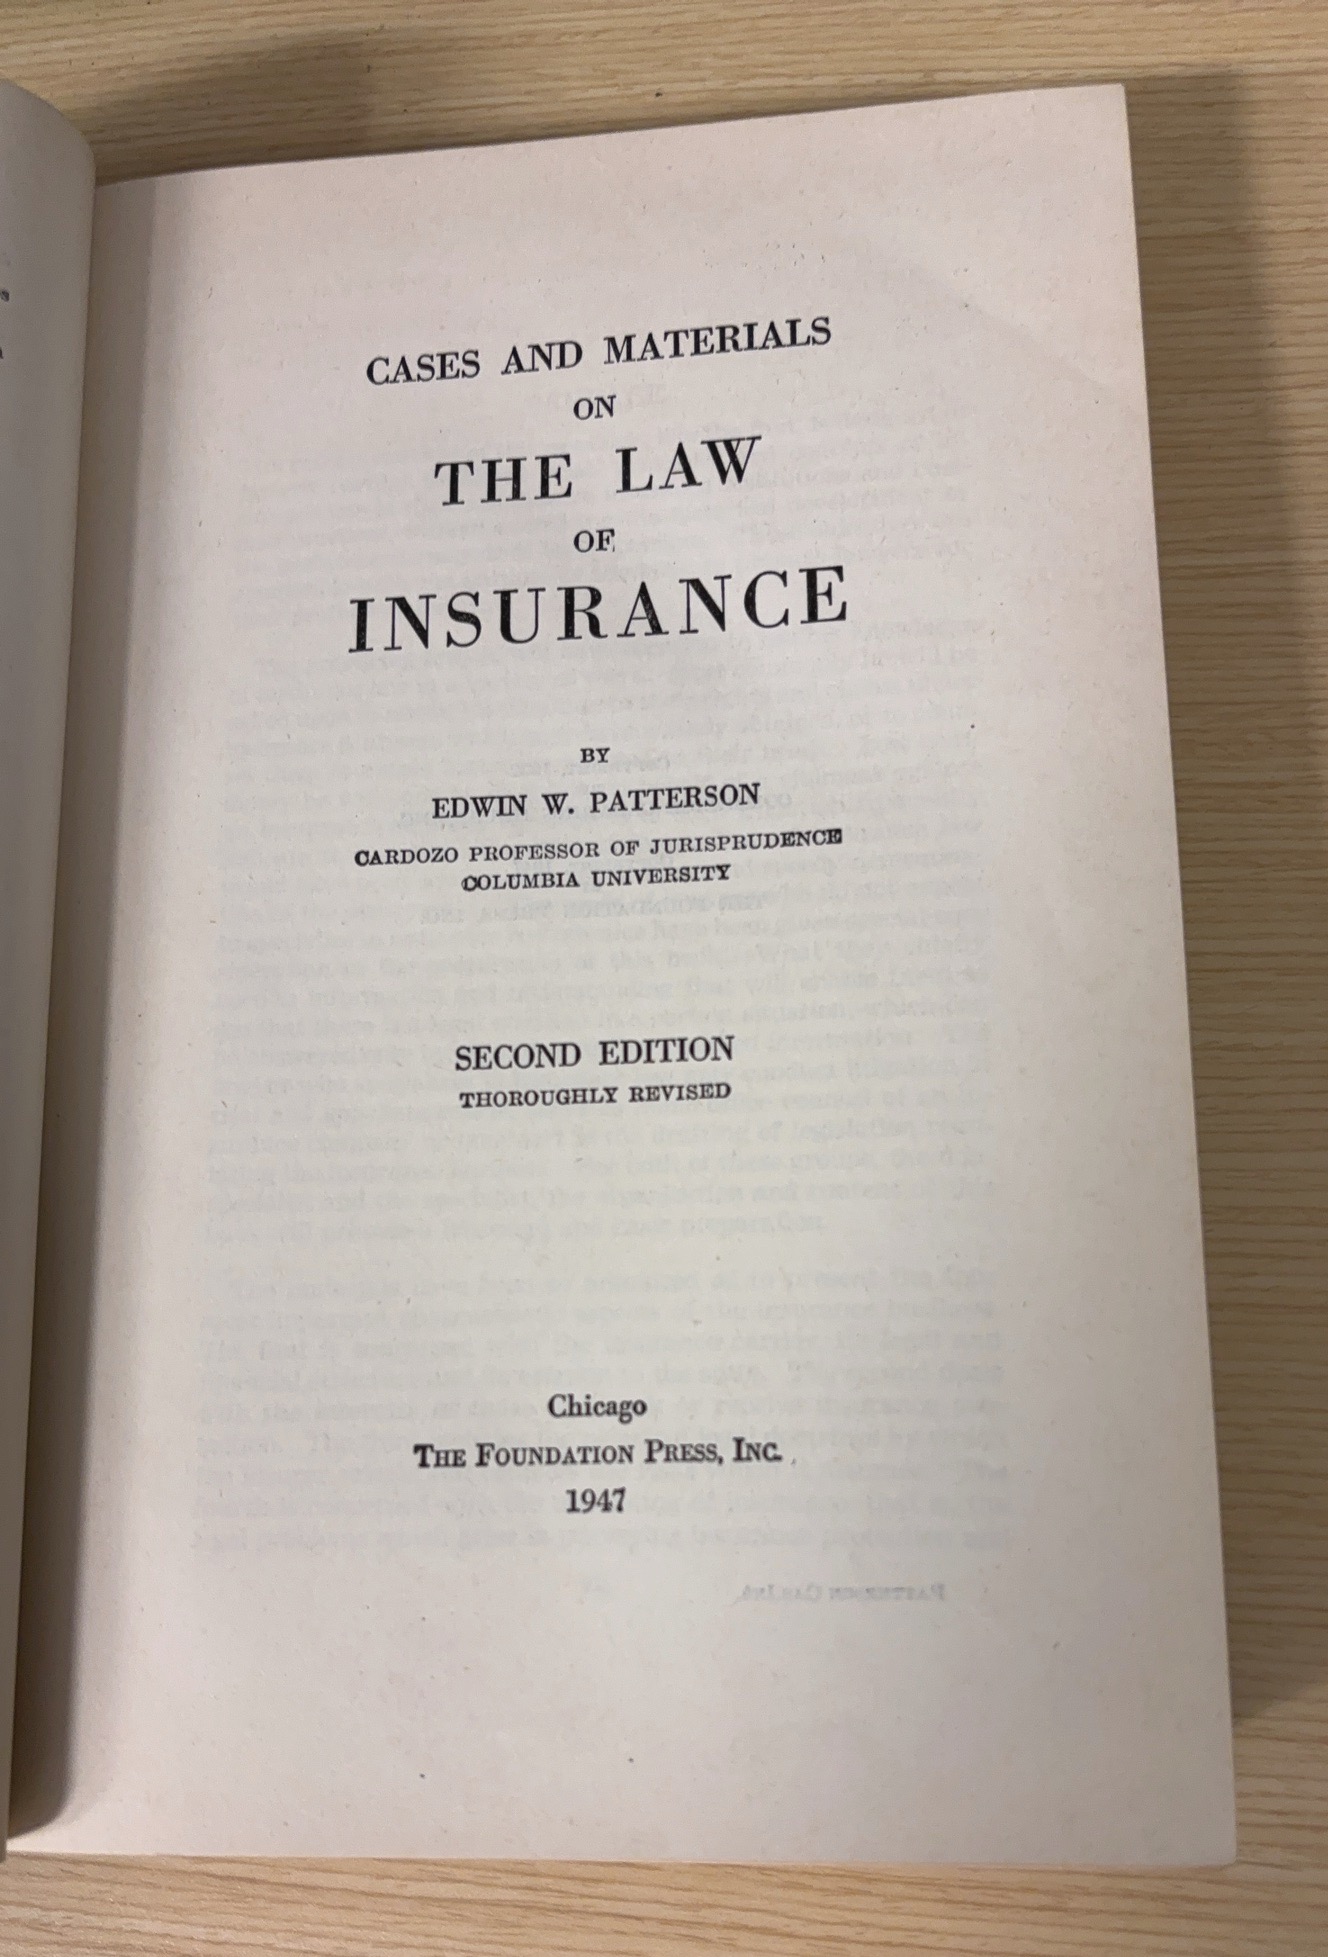 CASES AND MATERIALS
ON
THE LAW
OF
INSURANCE
BY
EDWIN W. PATTERSON
CARDOZO PROFESSOR OF JURISPRUDENCE
COLUMBIA UNIVERSITY
SECOND EDITION
THOROUGHLY REVISED
Chicago
THE FOUNDATION PRESS, INC.
1947